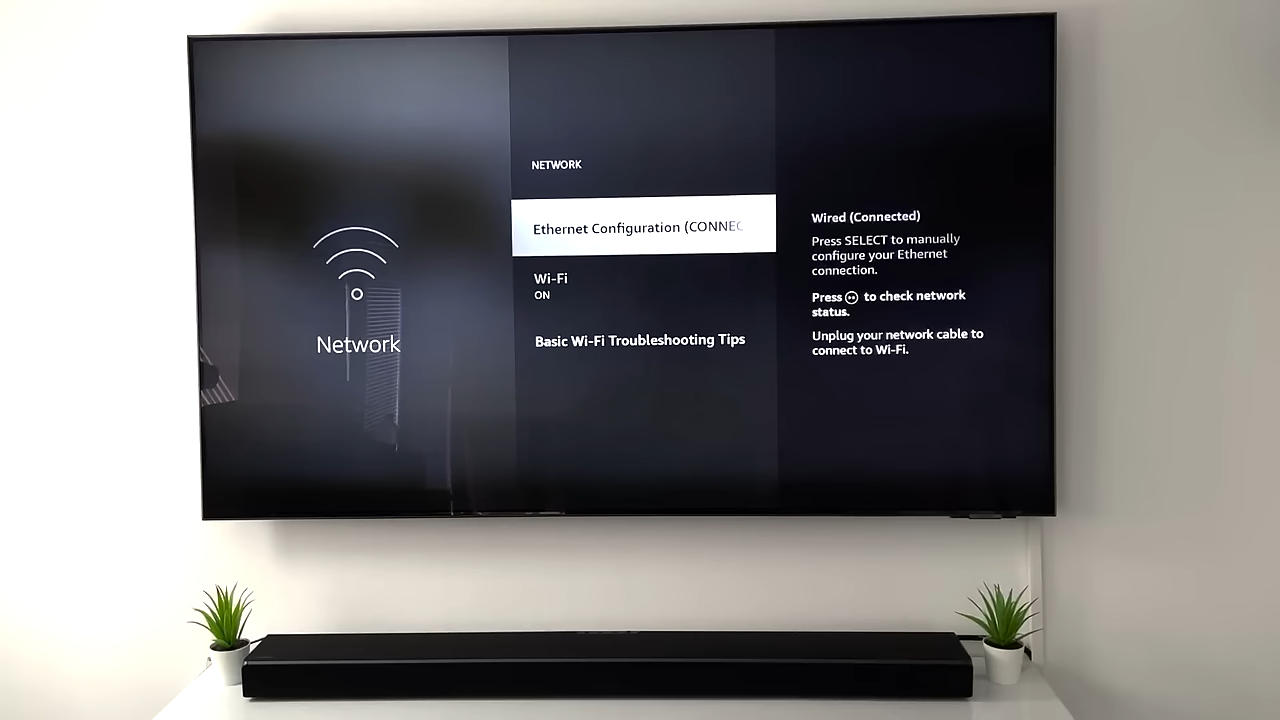 Network
NETWORK
Ethernet Configuration (CONNEC
Wi-Fi
ON
Basic Wi-Fi Troubleshooting Tips
Wired (Connected)
Press SELECT to manually
configure your Ethernet
connection.
Press to check network
status.
Unplug your network cable to
connect to Wi-Fi.